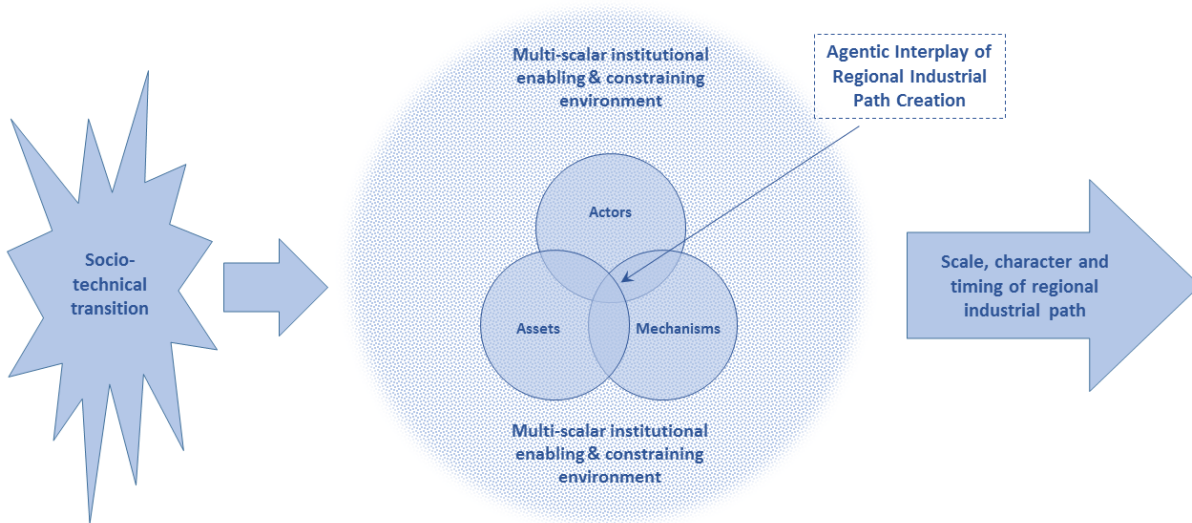 Multi-scalar institutional
enabling & constraining
environment
Agentic Interplay of
Regional Industrial
Path Creation
Actors
Socio-
technical
transition
Scale, character and
timing of regional
industrial path
Assets
Mechanisms
Multi-scalar institutional
enabling & constraining
environment